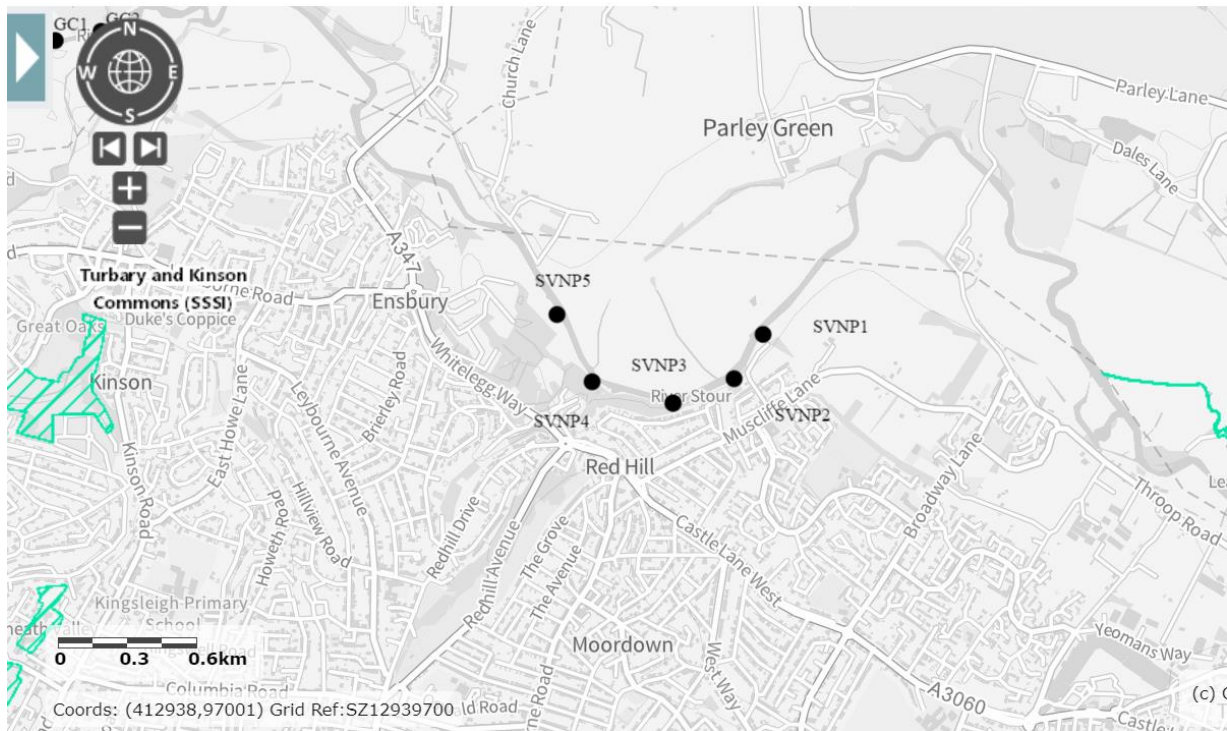 GC1
GC2
N
W
E
S
Church Lane
Parley Lane
Parley Green
Dales Lane
A347
Turbary and Kinson
Commons (SSSI)
SVNP5
Ensbury
Great Oaks
Duke's Coppice
SVNP1
SVNP3
River Stour
Kinson
Whitelegg Way
SVNP4
SVNP2
Muscliffe Lane
East Howe Lane
Leybourne Avenue
Brierley Road
Red Hill
Kinson Road
Broadway Lane
Throop Road
Howeth Road
Hillview Road
Redhill Drive
Redhill Avenue
The Grove
The Avenue
Castle Lane West
Kingsleigh Primary
School
Moordown
West Way
Yeomans Way
0 0.3 0.6km
Columbia Road
A3060
Coords: (412938,97001) Grid Ref:SZ12939700
(c)